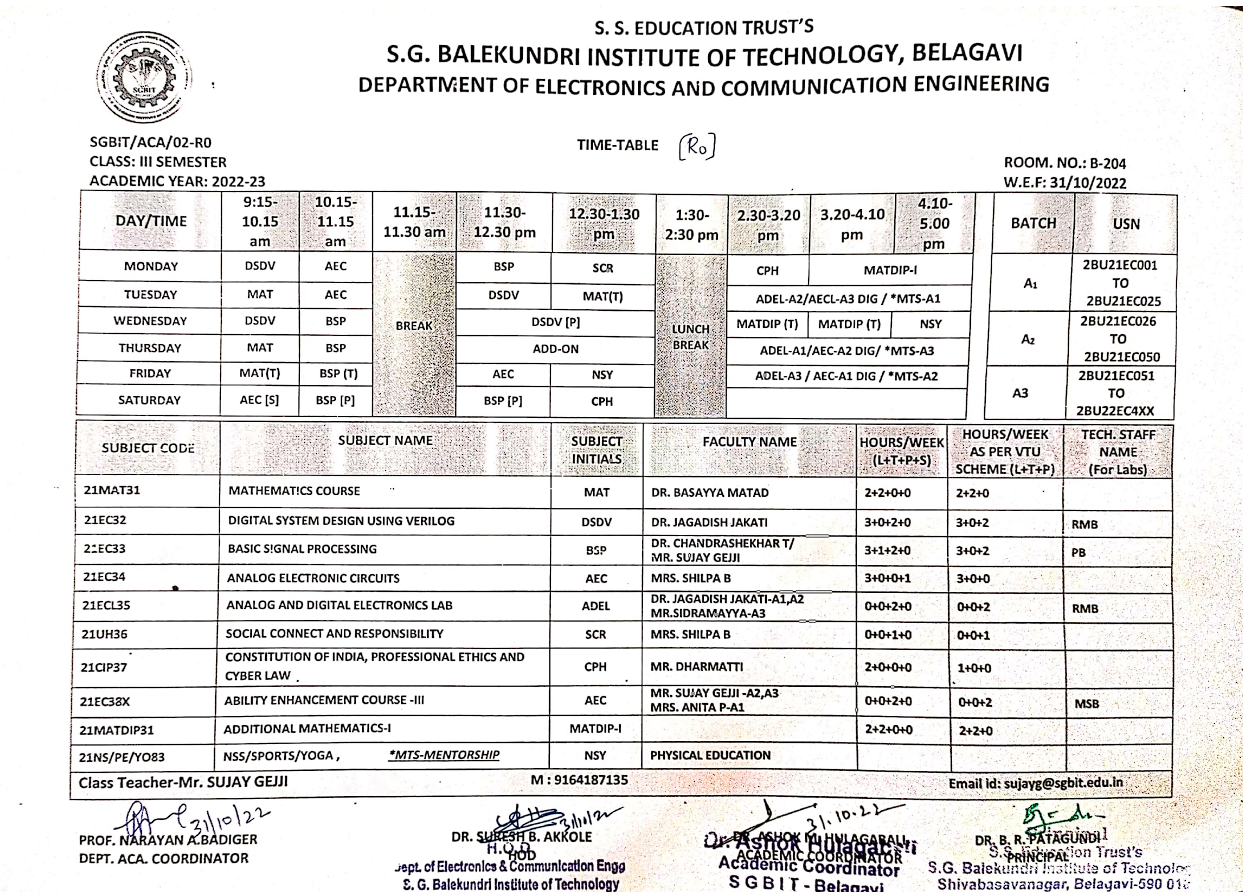 S. S. EDUCATION TRUST'S
S.G. BALEKUNDRI INSTITUTE OF TECHNOLOGY, BELAGAVI
DEPARTMENT OF ELECTRONICS AND COMMUNICATION ENGINEERING
SGBIT
SGBIT/ACA/02-R0
TIME-TABLE [R0]
CLASS: III SEMESTER
ROOM. NO.: B-204
ACADEMIC YEAR: 2022-23
W.E.F: 31/10/2022
DAY/TIME 9:15-10.15 am 10.15-11.15 am 11.15-11.30 am 11.30-12.30 pm 12.30-1.30 pm 1:30-2:30 pm 2.30-3.20 pm 3.20-4.10 pm 4.10-5.00 pm
MONDAY DSDV AEC BSP SCR CPH MATDIP-I
TUESDAY MAT AEC DSDV MAT(T) ADEL-A2/AECL-A3 DIG / *MTS-A1
WEDNESDAY DSDV BSP BREAK DSDV [P] LUNCH BREAK MATDIP (T) MATDIP (T) NSY
THURSDAY MAT BSP ADD-ON ADEL-A1/AEC-A2 DIG/ *MTS-A3
FRIDAY MAT(T) BSP (T) AEC NSY ADEL-A3 / AEC-A1 DIG / *MTS-A2
SATURDAY AEC [S] BSP [P] BSP [P] CPH
BATCH USN
A1 2BU21EC001 TO 2BU21EC025
A2 2BU21EC026 TO 2BU21EC050
A3 2BU21EC051 TO 2BU22EC4XX
SUBJECT CODE SUBJECT NAME SUBJECT INITIALS FACULTY NAME HOURS/WEEK (L+T+P+S) HOURS/WEEK AS PER VTU SCHEME (L+T+P) TECH. STAFF NAME (For Labs)
21MAT31 MATHEMATICS COURSE MAT DR. BASAYYA MATAD 2+2+0+0 2+2+0
21EC32 DIGITAL SYSTEM DESIGN USING VERILOG DSDV DR. JAGADISH JAKATI 3+0+2+0 3+0+2 RMB
21EC33 BASIC SIGNAL PROCESSING BSP DR. CHANDRASHEKHAR T/ MR. SUJAY GEJJI 3+1+2+0 3+0+2 PB
21EC34 ANALOG ELECTRONIC CIRCUITS AEC MRS. SHILPA B 3+0+0+1 3+0+0
21ECL35 ANALOG AND DIGITAL ELECTRONICS LAB ADEL DR. JAGADISH JAKATI-A1,A2 MR.SIDRAMAYYA-A3 0+0+2+0 0+0+2 RMB
21UH36 SOCIAL CONNECT AND RESPONSIBILITY SCR MRS. SHILPA B 0+0+1+0 0+0+1
21CIP37 CONSTITUTION OF INDIA, PROFESSIONAL ETHICS AND CYBER LAW . CPH MR. DHARMATTI 2+0+0+0 1+0+0
21EC38X ABILITY ENHANCEMENT COURSE -III AEC MR. SUJAY GEJJI -A2,A3 MRS. ANITA P-A1 0+0+2+0 0+0+2 MSB
21MATDIP31 ADDITIONAL MATHEMATICS-I MATDIP-I 2+2+0+0 2+2+0
21NS/PE/YO83 NSS/SPORTS/YOGA , *MTS-MENTORSHIP NSY PHYSICAL EDUCATION
Class Teacher-Mr. SUJAY GEJJI M : 9164187135 Email id: sujayg@sgbit.edu.in
31/10/22 31/10/22 31.10.22
PROF. NARAYAN A.BADIGER
DEPT. ACA. COORDINATOR
DR. SURESH B. AKKOLE
HOD
H.O.D
Dept. of Electronics & Communication Engg
S. G. Balekundri Institute of Technology
DR. ASHOK M. HULAGABALI
ACADEMIC COORDINATOR
Dr. Ashok Hulagabali
Academic Coordinator
SGBIT - Belagavi
DR. B. R. PATAGUNDI
PRINCIPAL
Principal
S.S. Education Trust's
S.G. Balekundri Institute of Technology
Shivabasavanagar, Belagavi-590 01